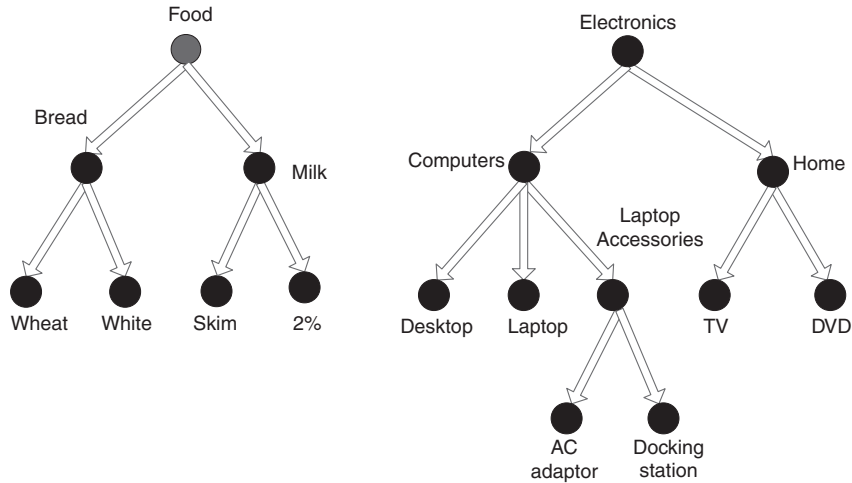 Food
Electronics
Bread
Milk
Computers
Home
Laptop
Accessories
Wheat
White
Skim
2%
Desktop
Laptop
TV
DVD
AC
adaptor
Docking
station